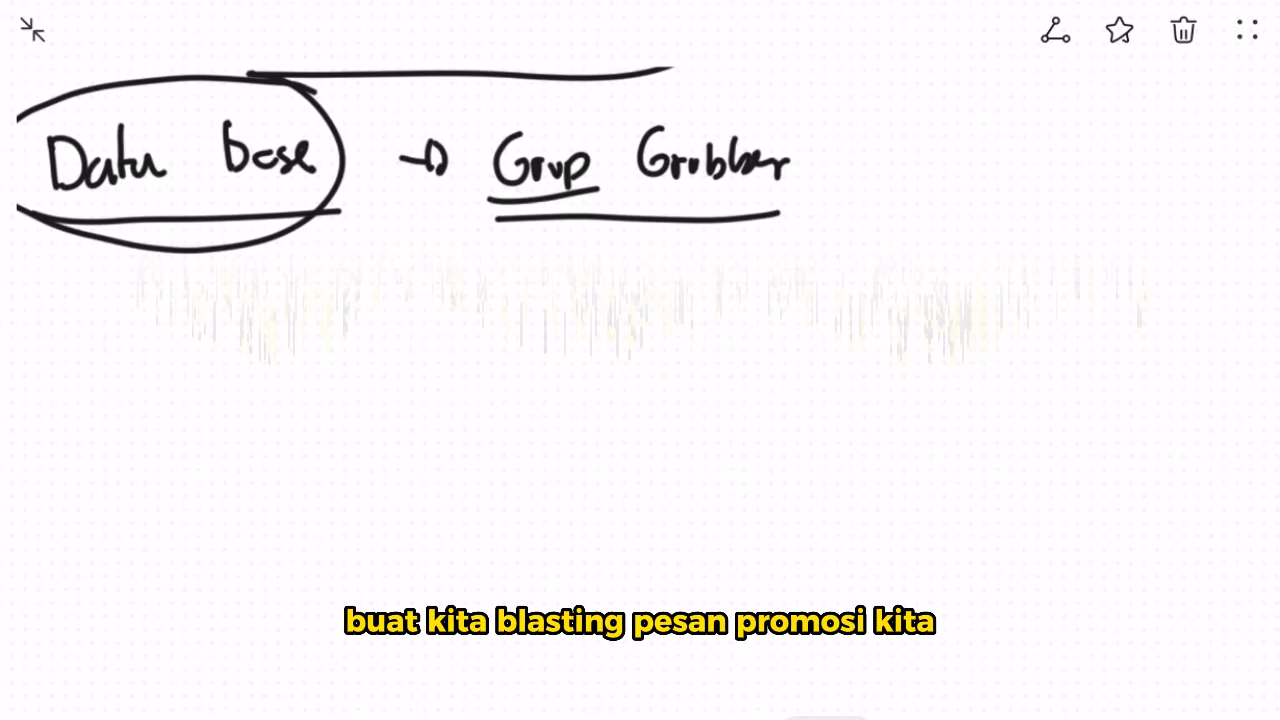 Data base → Grup Grabber
buat kita blasting pesan promosi kita